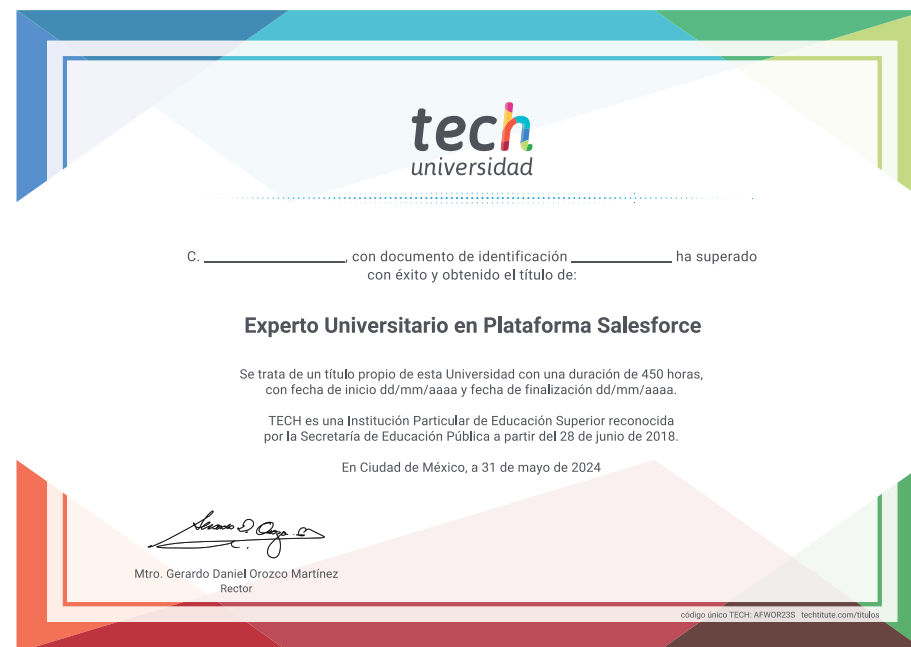 tech
universidad
C. ____________, con documento de identificación ____________ ha superado
con éxito y obtenido el título de:
Experto Universitario en Plataforma Salesforce
Se trata de un título propio de esta Universidad con una duración de 450 horas,
con fecha de inicio dd/mm/aaaa y fecha de finalización dd/mm/aaaa.
TECH es una Institución Particular de Educación Superior reconocida
por la Secretaría de Educación Pública a partir del 28 de junio de 2018.
En Ciudad de México, a 31 de mayo de 2024
Mtro. Gerardo Daniel Orozco Martínez
Rector
código único TECH: AFWOR23S techtitute.com/titulos